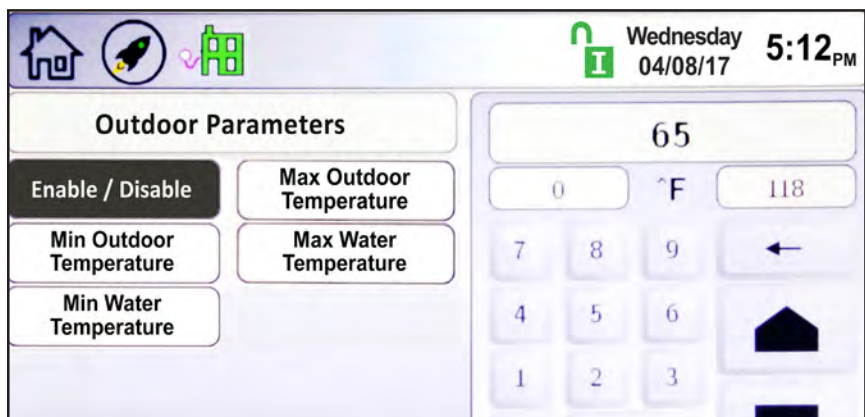 Wednesday
04/08/17
5:12PM
Outdoor Parameters
65
0
°F
118
Enable / Disable
Max Outdoor
Temperature
Min Outdoor
Temperature
Max Water
Temperature
Min Water
Temperature
7 8 9 ←
4 5 6
1 2 3